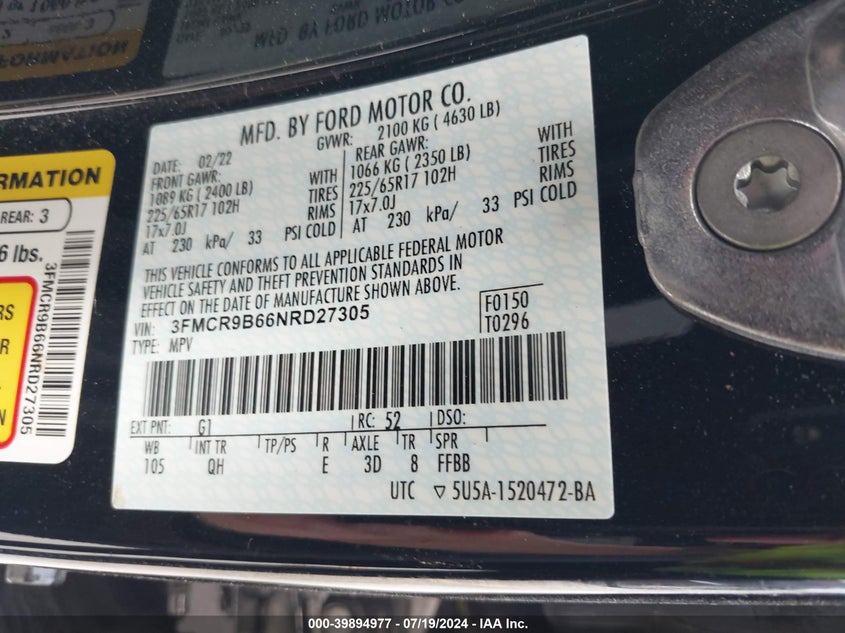 MFD. BY FORD MOTOR CO.
GVWR: 2100 KG ( 4630 LB)
DATE: 02/22
FRONT GAWR: WITH
1089 KG ( 2400 LB) TIRES
225/65R17 102H RIMS
17x7.0J
AT 230 kPa/ 33 PSI COLD
REAR GAWR: WITH
1066 KG ( 2350 LB) TIRES
225/65R17 102H RIMS
17x7.0J
AT 230 kPa/ 33 PSI COLD
THIS VEHICLE CONFORMS TO ALL APPLICABLE FEDERAL MOTOR
VEHICLE SAFETY AND THEFT PREVENTION STANDARDS IN
EFFECT ON THE DATE OF MANUFACTURE SHOWN ABOVE.
VIN: 3FMCR9B66NRD27305
TYPE: MPV
F0150
T0296
EXT PNT: G1 RC: 52 DSO:
WB INT TR TP/PS R AXLE TR SPR
105 QH E 3D 8 FFBB
UTC ▽ 5U5A-1520472-BA
ORMATION
REAR: 3
6 lbs.
3FMCR9B66NRD27305
RS
R
N
000-39894977 - 07/19/2024 - IAA Inc.